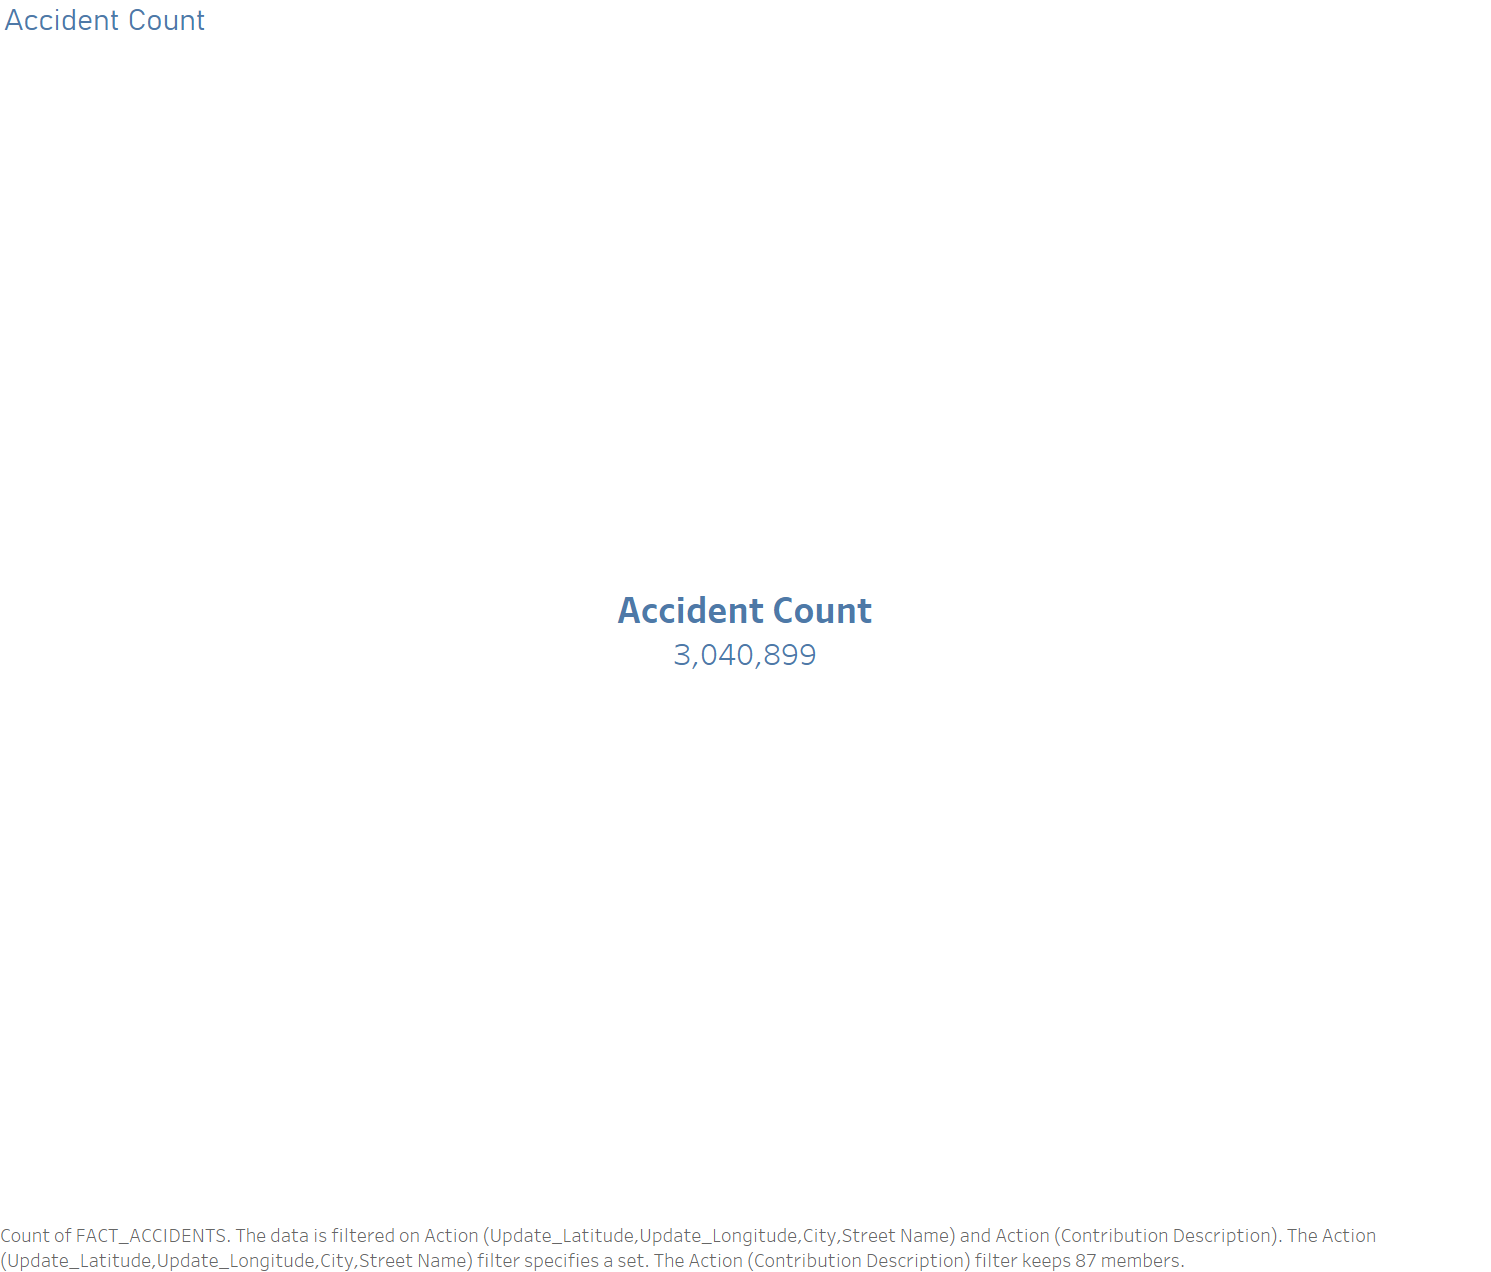 Accident Count
Accident Count
3,040,899
Count of FACT_ACCIDENTS. The data is filtered on Action (Update_Latitude,Update_Longitude,City,Street Name) and Action (Contribution Description). The Action
(Update_Latitude,Update_Longitude,City,Street Name) filter specifies a set. The Action (Contribution Description) filter keeps 87 members.